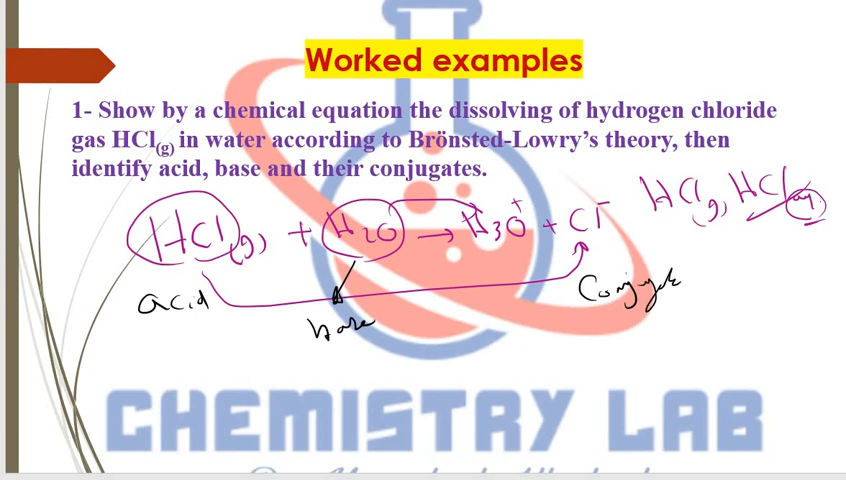 Worked examples
1- Show by a chemical equation the dissolving of hydrogen chloride
gas HCl(g) in water according to Brönsted-Lowry’s theory, then
identify acid, base and their conjugates.
HCl(g), HCl(aq)
HCl(g) + H2O → H3O+ + Cl-
acid
base
Conjugate
CHEMISTRY LAB